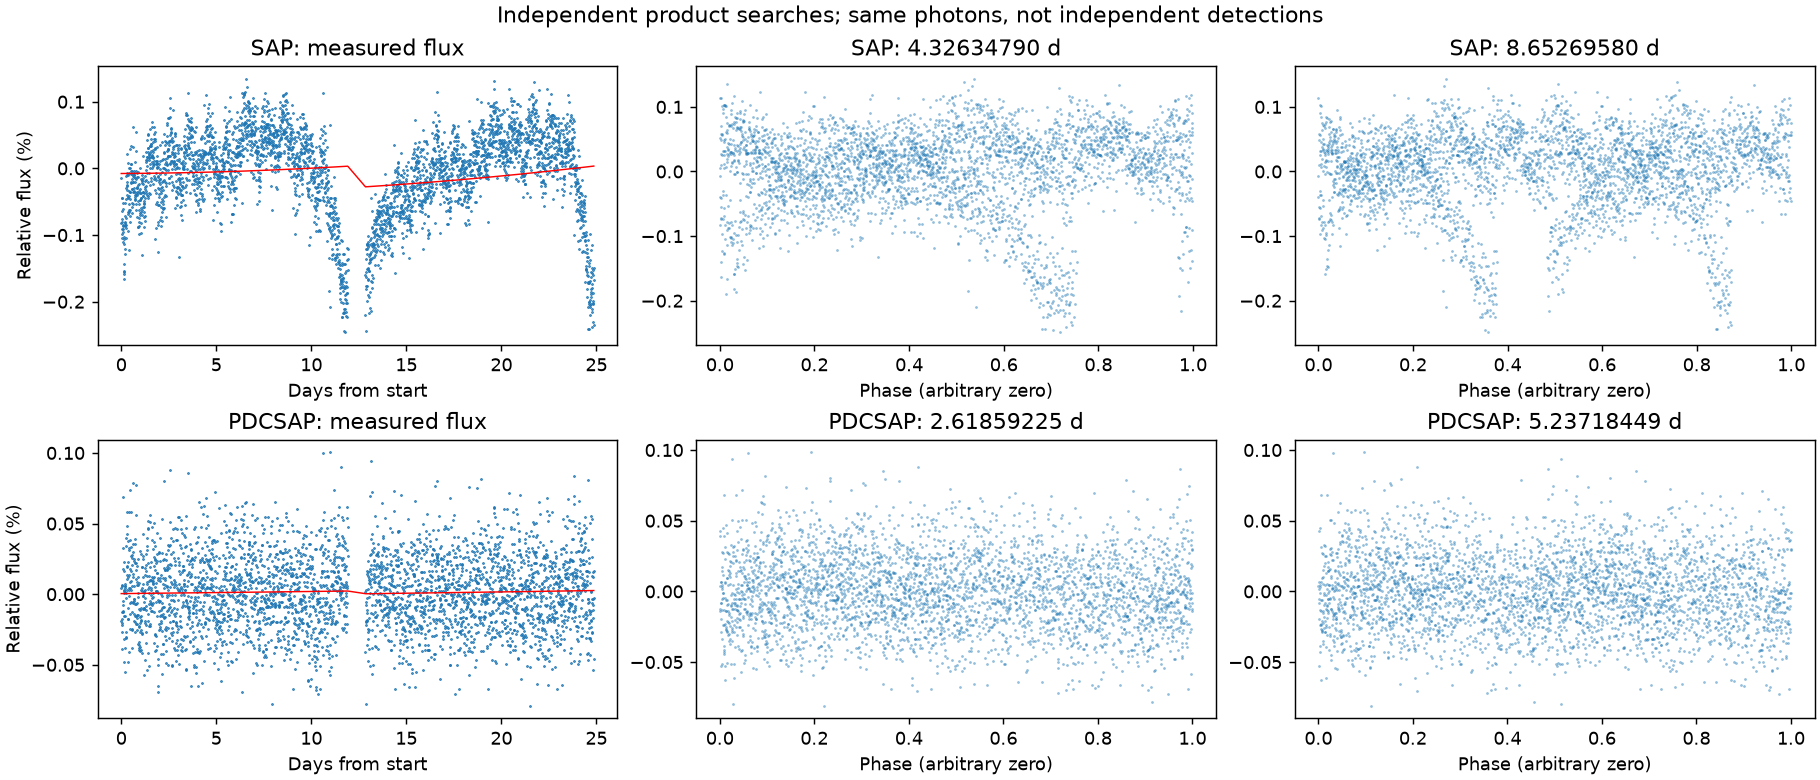 Independent product searches; same photons, not independent detections
SAP: measured flux
Relative flux (%)
0.1
0.0
−0.1
−0.2
0 5 10 15 20 25
Days from start
SAP: 4.32634790 d
0.1
0.0
−0.1
−0.2
0.0 0.2 0.4 0.6 0.8 1.0
Phase (arbitrary zero)
SAP: 8.65269580 d
0.1
0.0
−0.1
−0.2
0.0 0.2 0.4 0.6 0.8 1.0
Phase (arbitrary zero)
PDCSAP: measured flux
Relative flux (%)
0.10
0.05
0.00
−0.05
0 5 10 15 20 25
Days from start
PDCSAP: 2.61859225 d
0.10
0.05
0.00
−0.05
0.0 0.2 0.4 0.6 0.8 1.0
Phase (arbitrary zero)
PDCSAP: 5.23718449 d
0.10
0.05
0.00
−0.05
0.0 0.2 0.4 0.6 0.8 1.0
Phase (arbitrary zero)